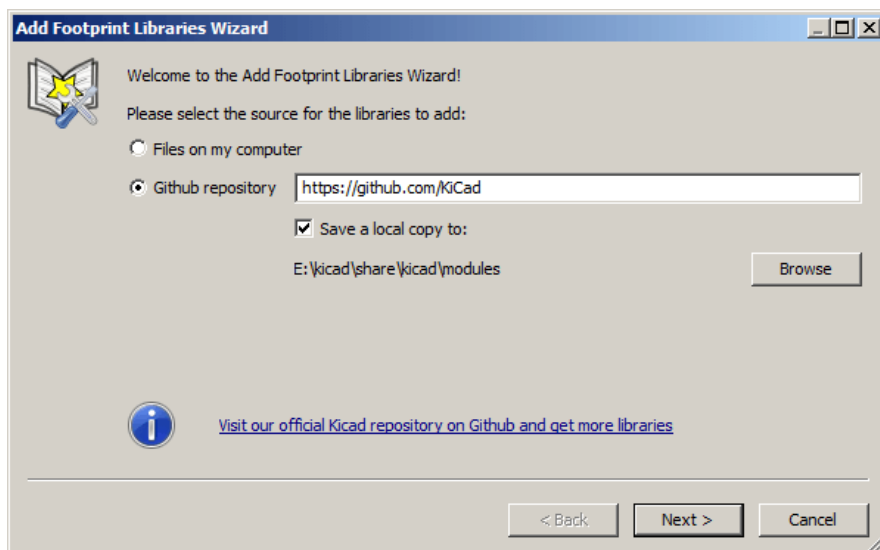 Add Footprint Libraries Wizard
Welcome to the Add Footprint Libraries Wizard!
Please select the source for the libraries to add:
Files on my computer
Github repository https://github.com/KiCad
Save a local copy to:
E:\kicad\share\kicad\modules Browse
Visit our official Kicad repository on Github and get more libraries
< Back Next > Cancel